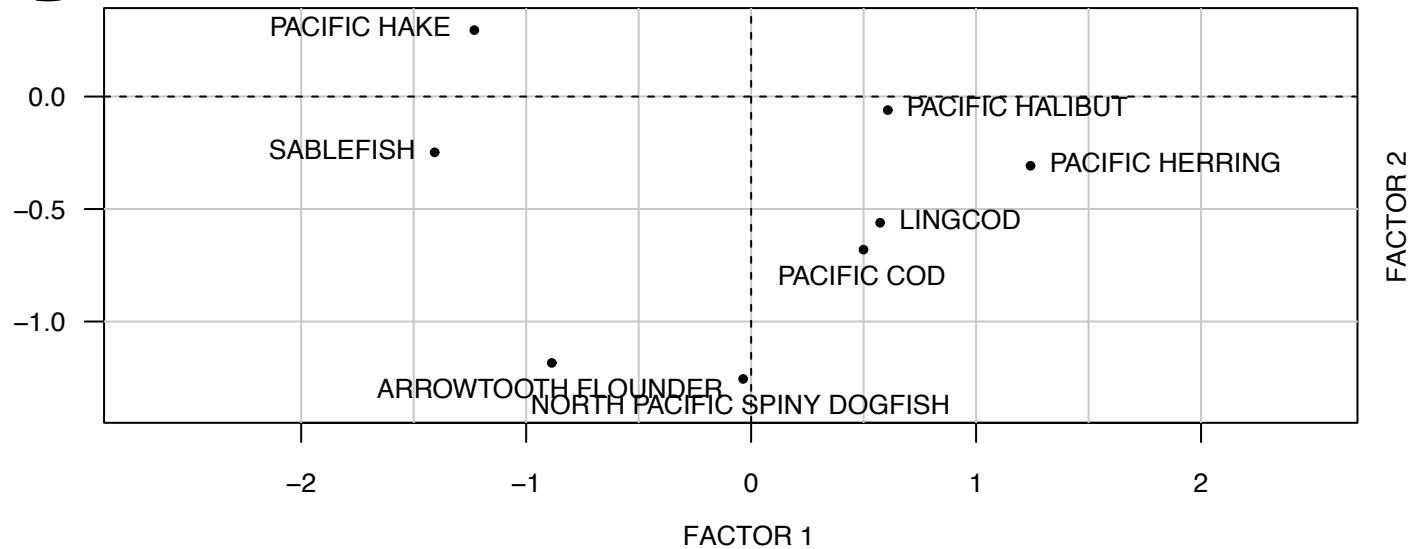 PACIFIC HAKE
0.0
PACIFIC HALIBUT
SABLEFISH
PACIFIC HERRING
−0.5
LINGCOD
FACTOR 2
PACIFIC COD
−1.0
ARROWTOOTH FLOUNDER
NORTH PACIFIC SPINY DOGFISH
−2 −1 0 1 2
FACTOR 1